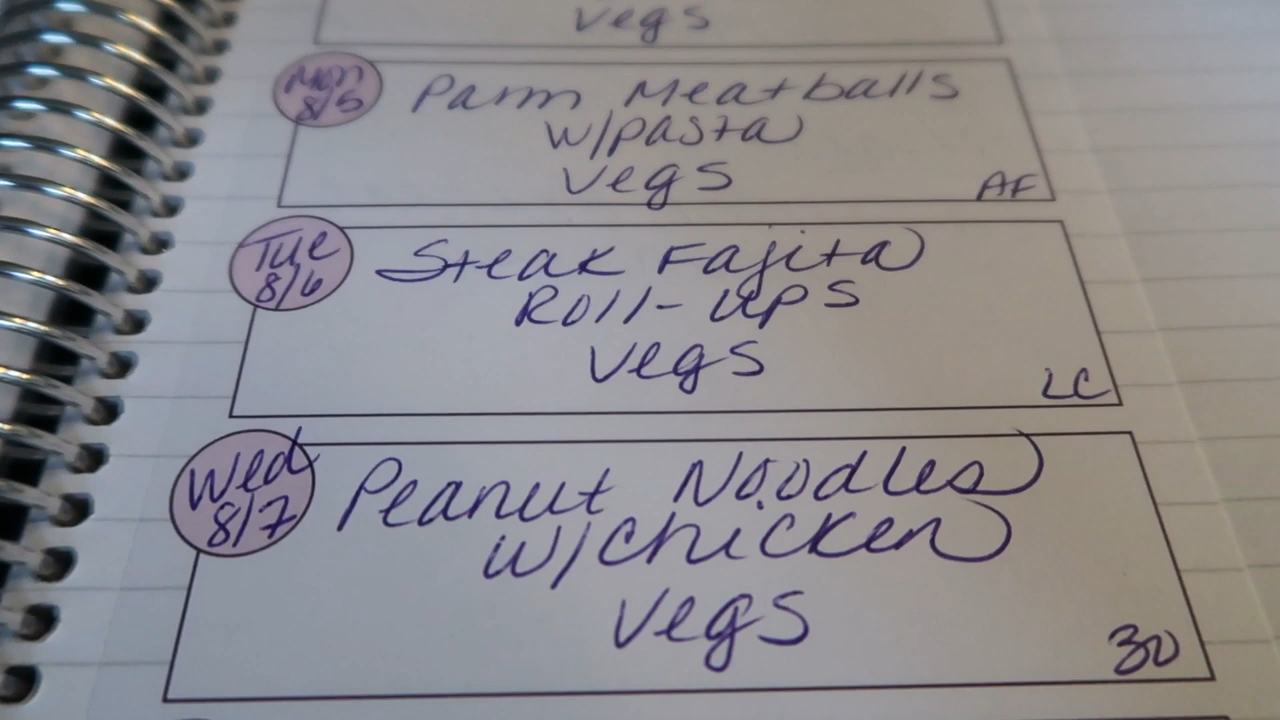 vegs
Mon
8/5
Parm Meatballs
w/pasta
vegs
AF
Tue
8/6
Steak Fajita
Roll-ups
vegs
LC
Wed
8/7
Peanut Noodles
w/chicken
vegs
30